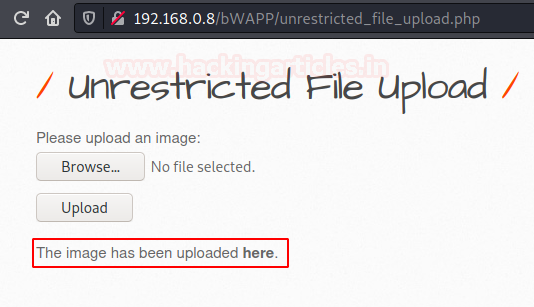 192.168.0.8/bWAPP/unrestricted_file_upload.php
www.hackingarticles.in
/ Unrestricted File Upload /
Please upload an image:
Browse... No file selected.
Upload
The image has been uploaded here.